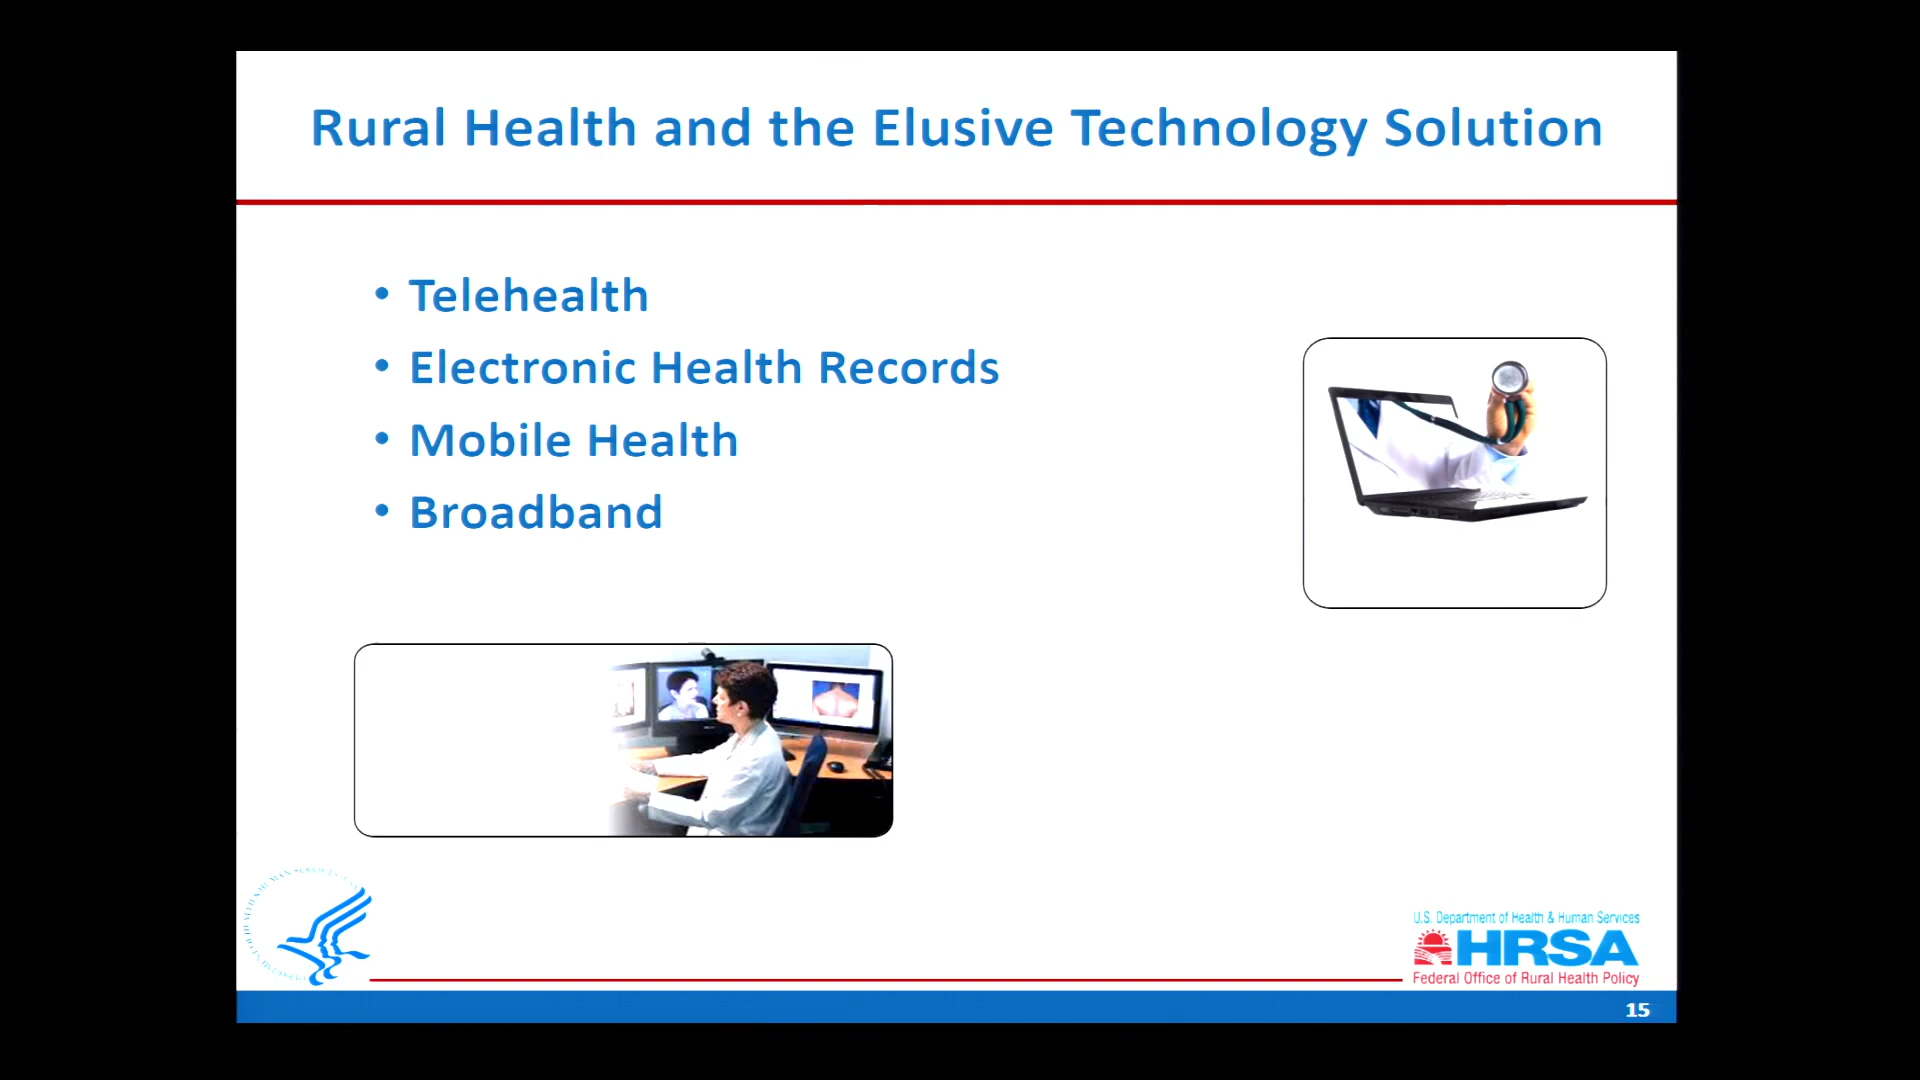 Rural Health and the Elusive Technology Solution
• Telehealth
• Electronic Health Records
• Mobile Health
• Broadband
U.S. Department of Health & Human Services
HRSA
Federal Office of Rural Health Policy
15